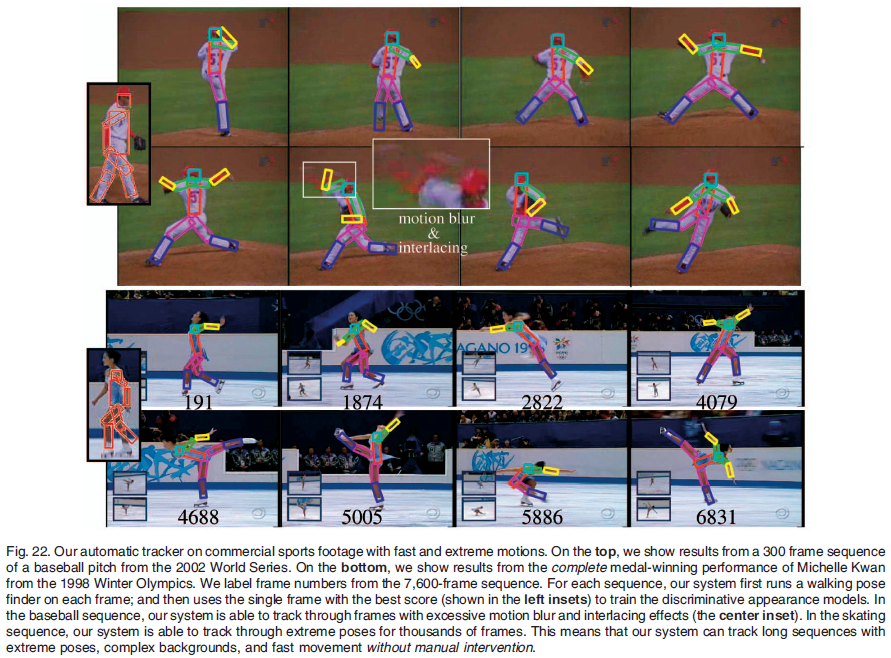 motion blur
&
interlacing
AGANO 19
191
1874
2822
4079
4688
5005
5886
6831
Fig. 22. Our automatic tracker on commercial sports footage with fast and extreme motions. On the top, we show results from a 300 frame sequence
of a baseball pitch from the 2002 World Series. On the bottom, we show results from the complete medal-winning performance of Michelle Kwan
from the 1998 Winter Olympics. We label frame numbers from the 7,600-frame sequence. For each sequence, our system first runs a walking pose
finder on each frame; and then uses the single frame with the best score (shown in the left insets) to train the discriminative appearance models. In
the baseball sequence, our system is able to track through frames with excessive motion blur and interlacing effects (the center inset). In the skating
sequence, our system is able to track through extreme poses for thousands of frames. This means that our system can track long sequences with
extreme poses, complex backgrounds, and fast movement without manual intervention.